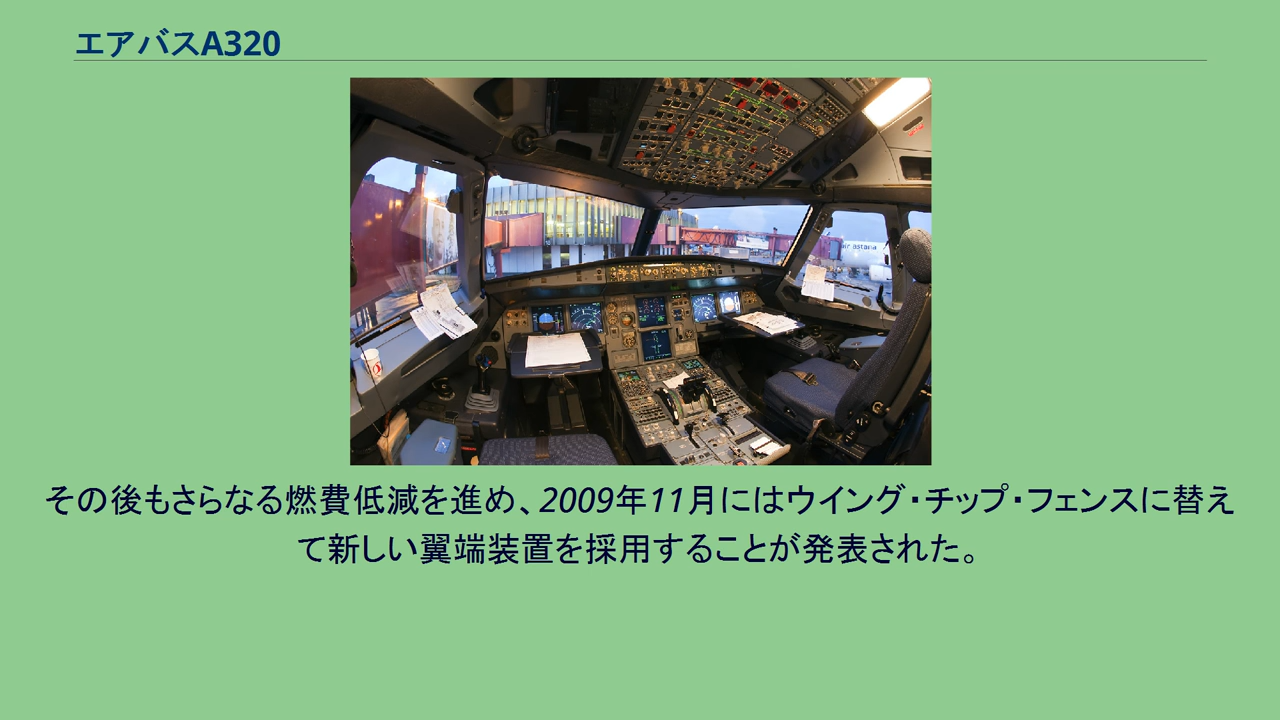 エアバスA320
air astana
その後もさらなる燃費低減を進め、2009年11月にはウイング・チップ・フェンスに替え
て新しい翼端装置を採用することが発表された。